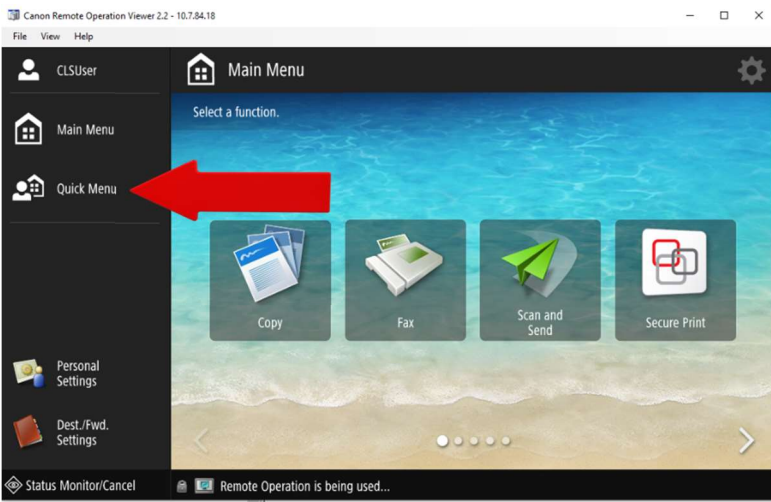 Canon Remote Operation Viewer 2.2 - 10.7.84.18
File View Help
CLSUser
Main Menu
Main Menu
Quick Menu
Select a function.
Copy
Fax
Scan and
Send
Secure Print
Personal
Settings
Dest./Fwd.
Settings
Status Monitor/Cancel
Remote Operation is being used...